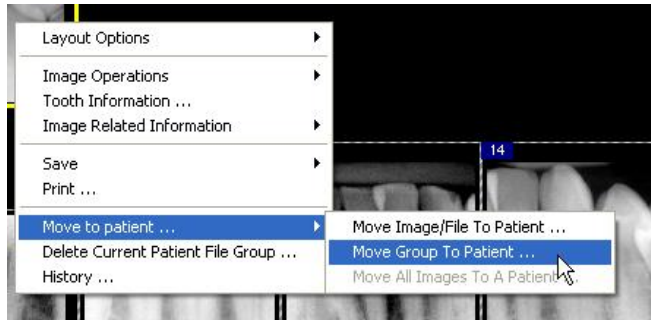 Layout Options
Image Operations
Tooth Information ...
Image Related Information
14
Save
Print ...
Move to patient ...
Move Image/File To Patient ...
Delete Current Patient File Group ...
Move Group To Patient ...
History ...
Move All Images To A Patient ...